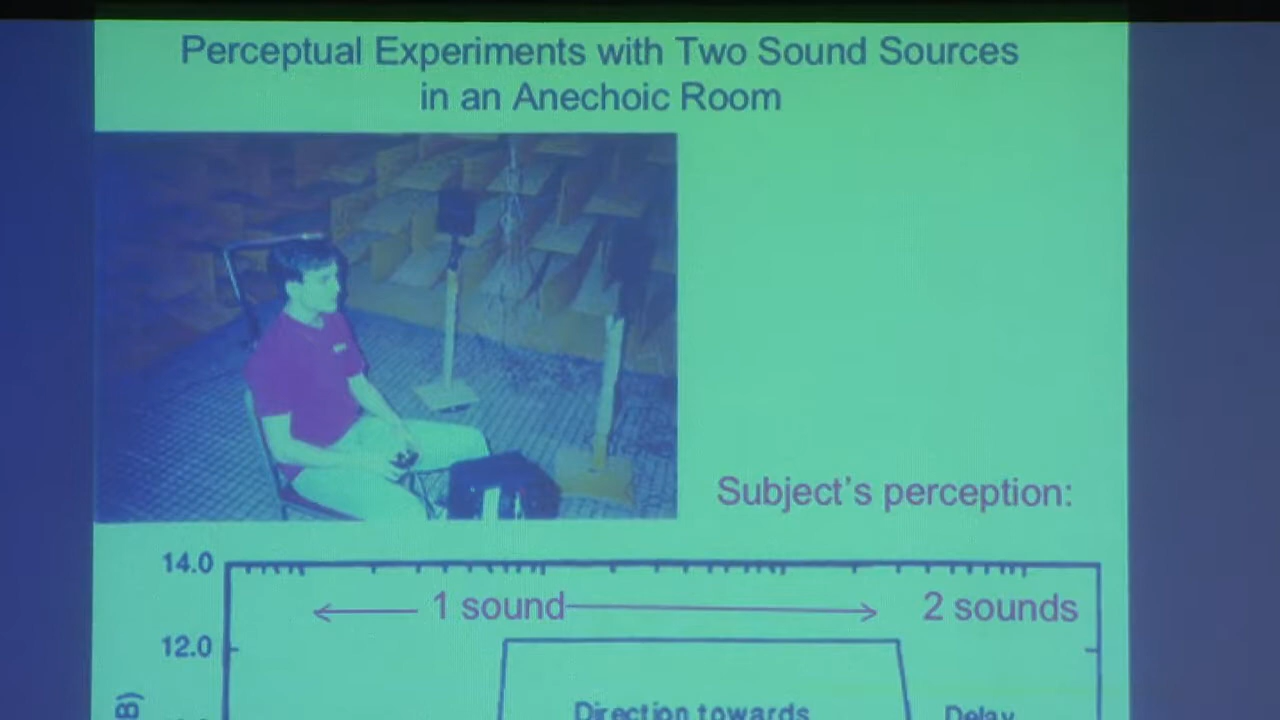 Perceptual Experiments with Two Sound Sources
in an Anechoic Room
Subject's perception:
14.0
1 sound
2 sounds
12.0
B)
Direction towards
Delay